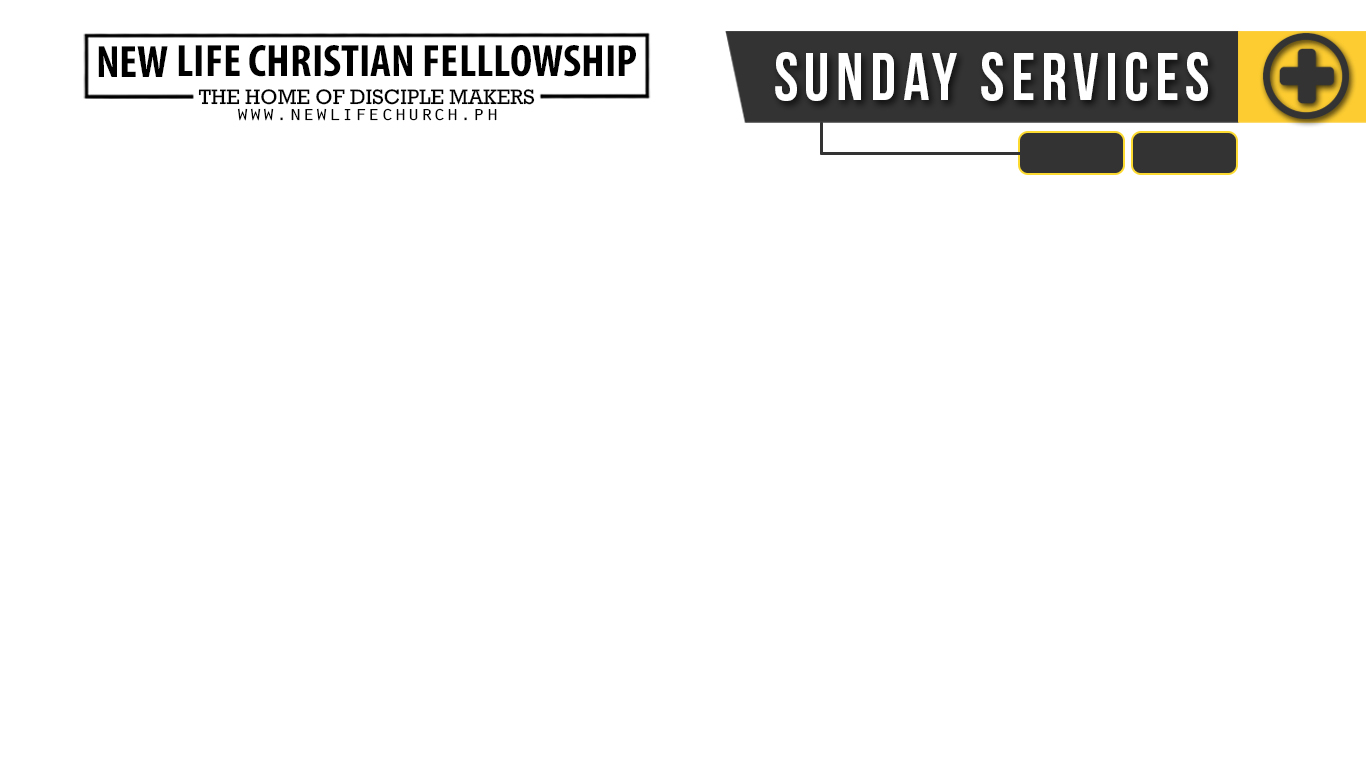 NEW LIFE CHRISTIAN FELLLOWSHIP
THE HOME OF DISCIPLE MAKERS
WWW.NEWLIFECHURCH.PH
SUNDAY SERVICES